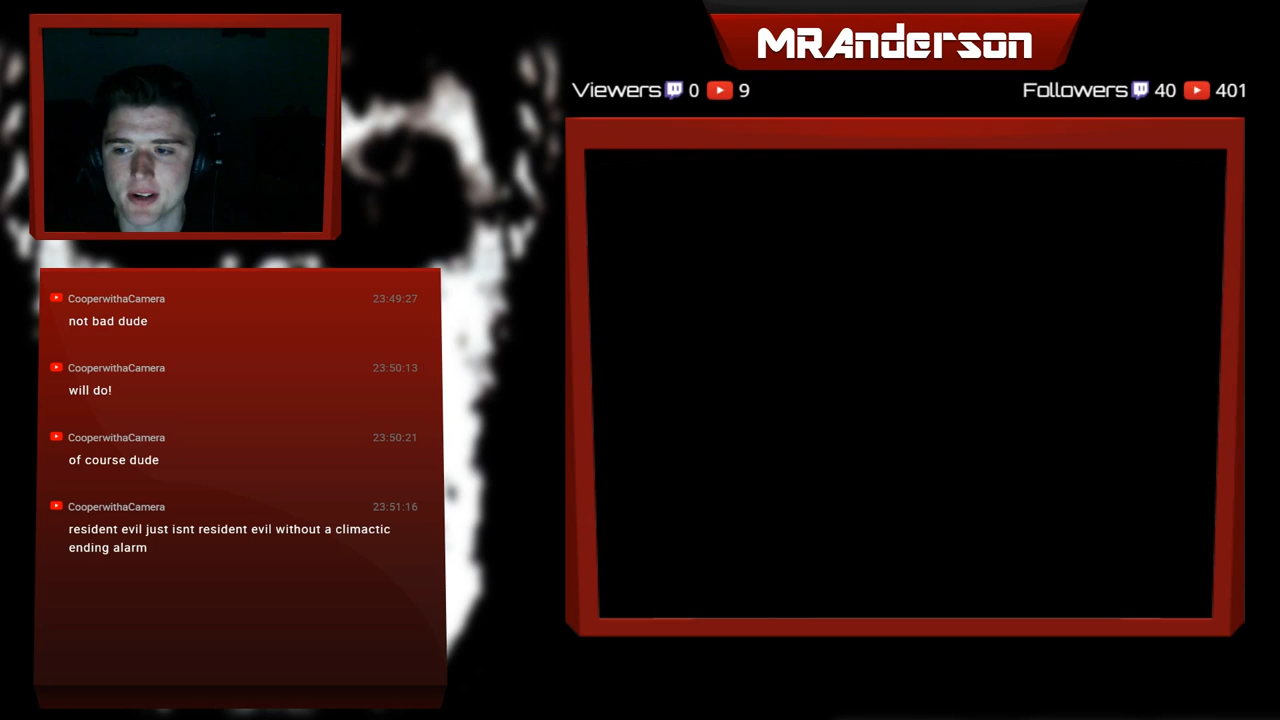 MRAnderson
Viewers 0 9
Followers 40 401
CooperwithaCamera 23:49:27
not bad dude
CooperwithaCamera 23:50:13
will do!
CooperwithaCamera 23:50:21
of course dude
CooperwithaCamera 23:51:16
resident evil just isnt resident evil without a climactic
ending alarm